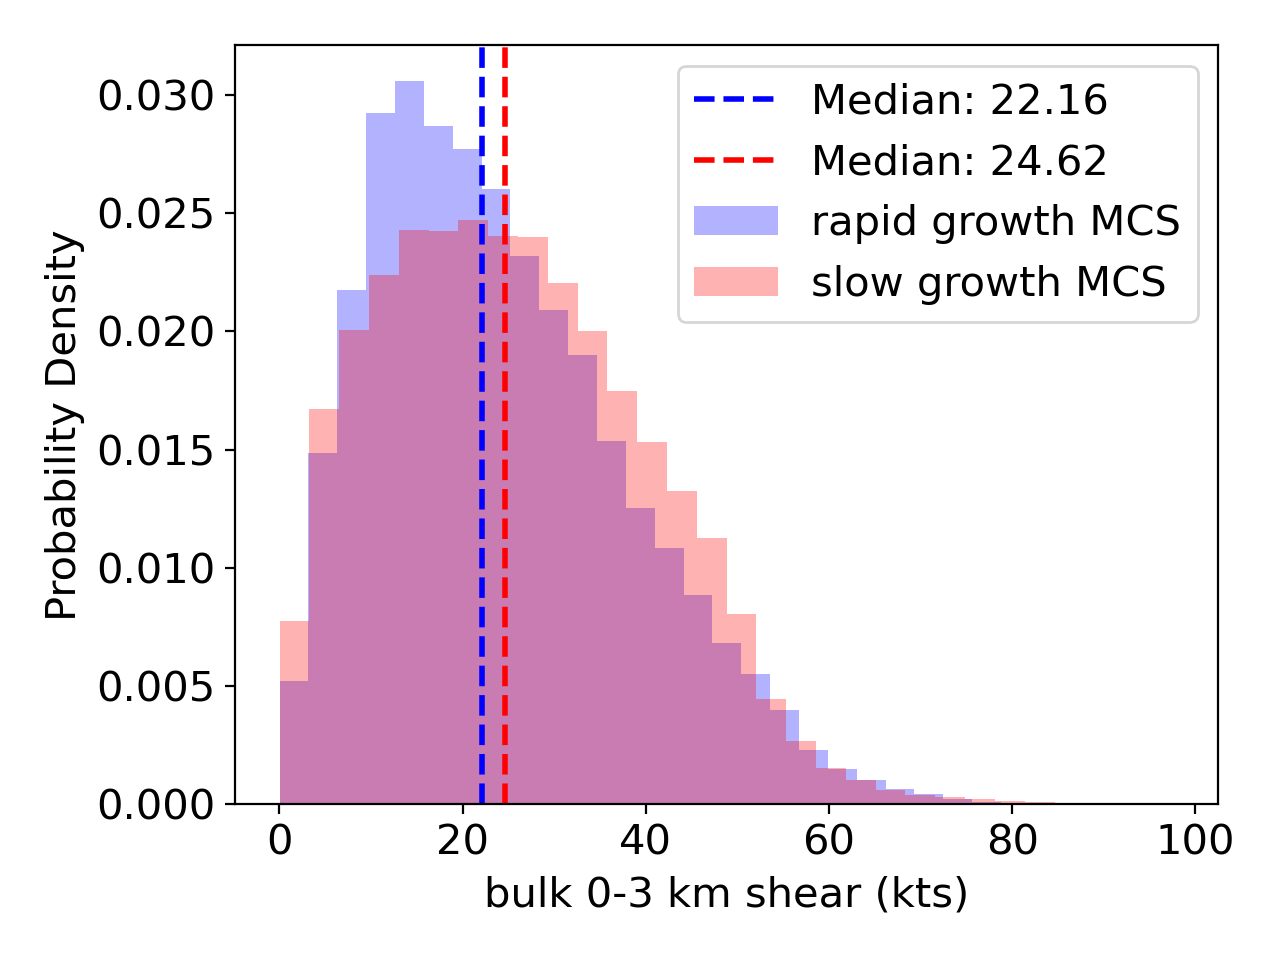 Median: 22.16
Median: 24.62
rapid growth MCS
slow growth MCS
Probability Density
0.030
0.025
0.020
0.015
0.010
0.005
0.000
0 20 40 60 80 100
bulk 0-3 km shear (kts)